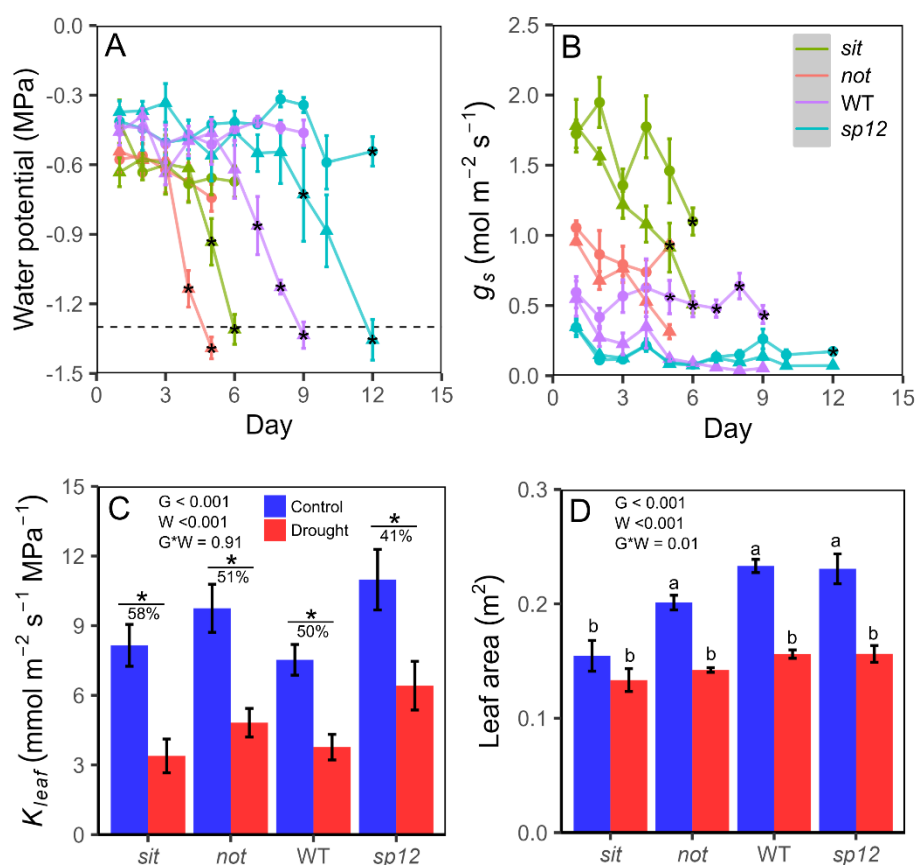 A
Water potential (MPa)
0.0
-0.3
-0.6
-0.9
-1.2
-1.5
0 3 6 9 12 15
Day
B
sit
not
WT
sp12
gs (mol m−2 s−1)
2.5
2.0
1.5
1.0
0.5
0.0
0 3 6 9 12 15
Day
C
G < 0.001
W <0.001
G*W = 0.91
Control
Drought
Kleaf (mmol m−2 s−1 MPa−1)
15
12
9
6
3
0
* * * *
58% 51% 50% 41%
sit not WT sp12
D
G < 0.001
W <0.001
G*W = 0.01
Leaf area (m2)
0.3
0.2
0.1
0.0
b b a b a b a b
sit not WT sp12